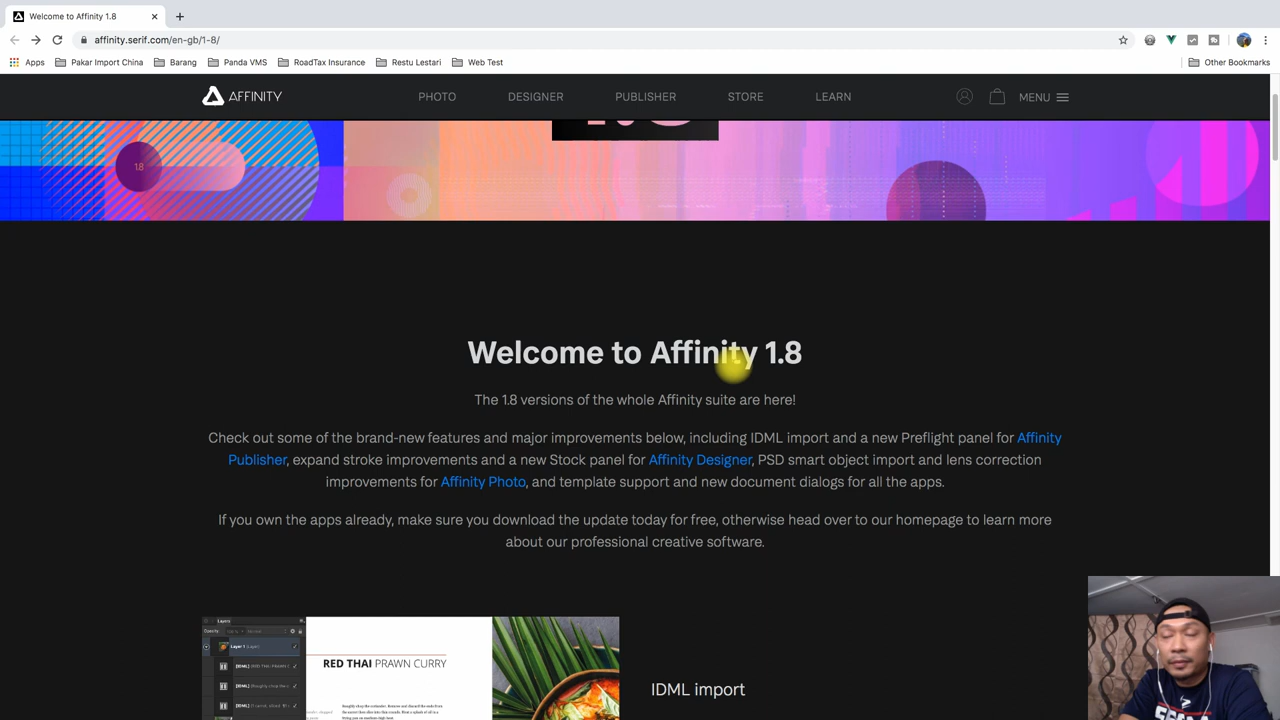 Welcome to Affinity 1.8
affinity.serif.com/en-gb/1-8/
Apps Pakar Import China Barang Panda VMS RoadTax Insurance Restu Lestari Web Test Other Bookmarks
AFFINITY PHOTO DESIGNER PUBLISHER STORE LEARN MENU
18
Welcome to Affinity 1.8
The 1.8 versions of the whole Affinity suite are here!
Check out some of the brand-new features and major improvements below, including IDML import and a new Preflight panel for Affinity
Publisher, expand stroke improvements and a new Stock panel for Affinity Designer, PSD smart object import and lens correction
improvements for Affinity Photo, and template support and new document dialogs for all the apps.
If you own the apps already, make sure you download the update today for free, otherwise head over to our homepage to learn more
about our professional creative software.
Layers
Layer 1
RED THAI PRAWN CURRY
IDML import